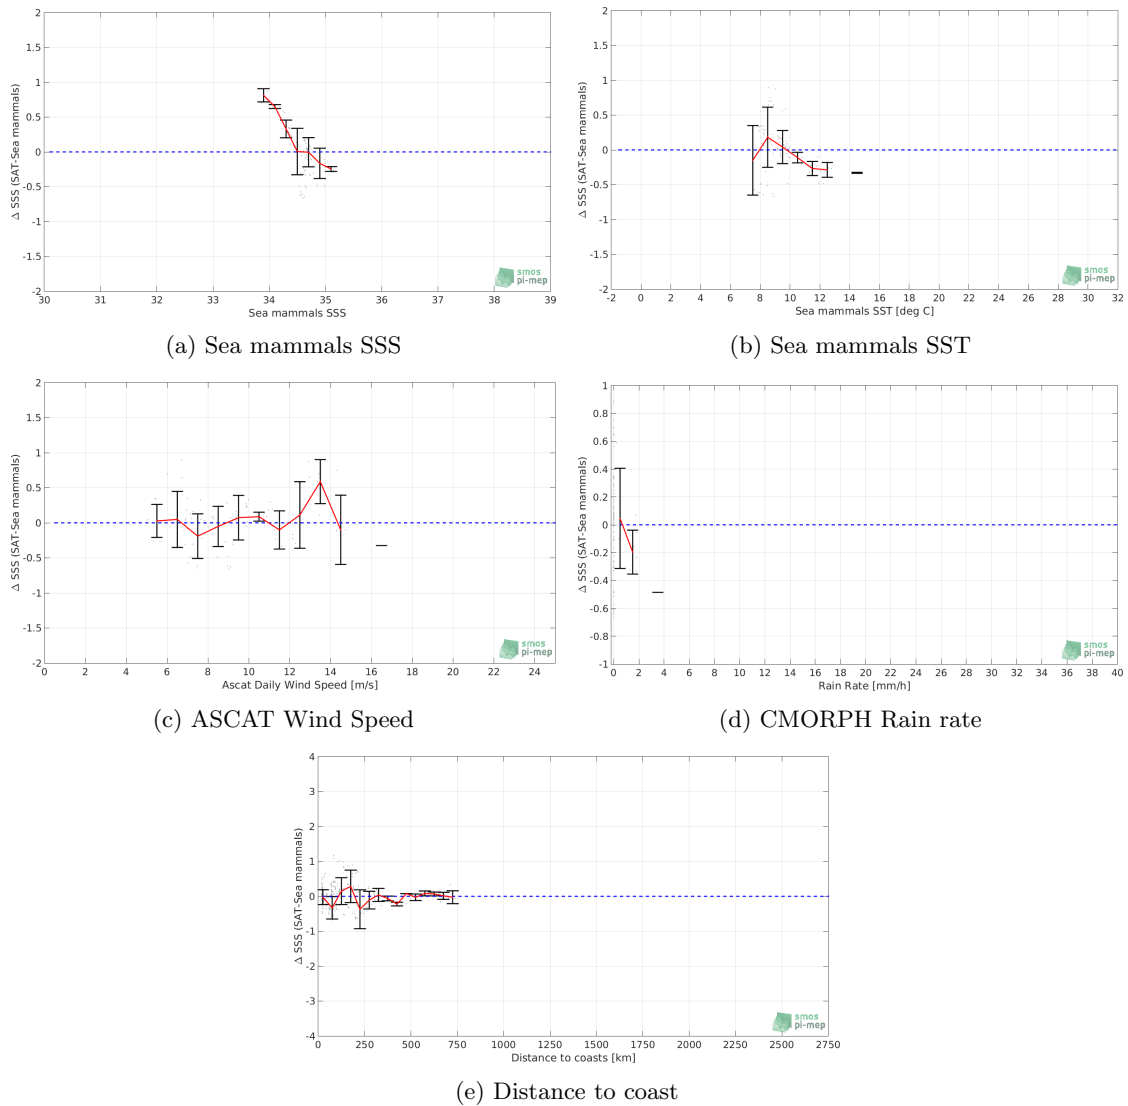 2
1.5
1
0.5
0
-0.5
-1
-1.5
-2
Δ SSS (SAT-Sea mammals)
30 31 32 33 34 35 36 37 38 39
Sea mammals SSS
smos
pi-mep
(a) Sea mammals SSS
2
1.5
1
0.5
0
-0.5
-1
-1.5
-2
Δ SSS (SAT-Sea mammals)
-2 0 2 4 6 8 10 12 14 16 18 20 22 24 26 28 30 32
Sea mammals SST [deg C]
smos
pi-mep
(b) Sea mammals SST
2
1.5
1
0.5
0
-0.5
-1
-1.5
-2
Δ SSS (SAT-Sea mammals)
0 2 4 6 8 10 12 14 16 18 20 22 24
Ascat Daily Wind Speed [m/s]
smos
pi-mep
(c) ASCAT Wind Speed
1
0.8
0.6
0.4
0.2
0
-0.2
-0.4
-0.6
-0.8
-1
Δ SSS (SAT-Sea mammals)
0 2 4 6 8 10 12 14 16 18 20 22 24 26 28 30 32 34 36 38 40
Rain Rate [mm/h]
smos
pi-mep
(d) CMORPH Rain rate
4
3
2
1
0
-1
-2
-3
-4
Δ SSS (SAT-Sea mammals)
0 250 500 750 1000 1250 1500 1750 2000 2250 2500 2750
Distance to coasts [km]
smos
pi-mep
(e) Distance to coast